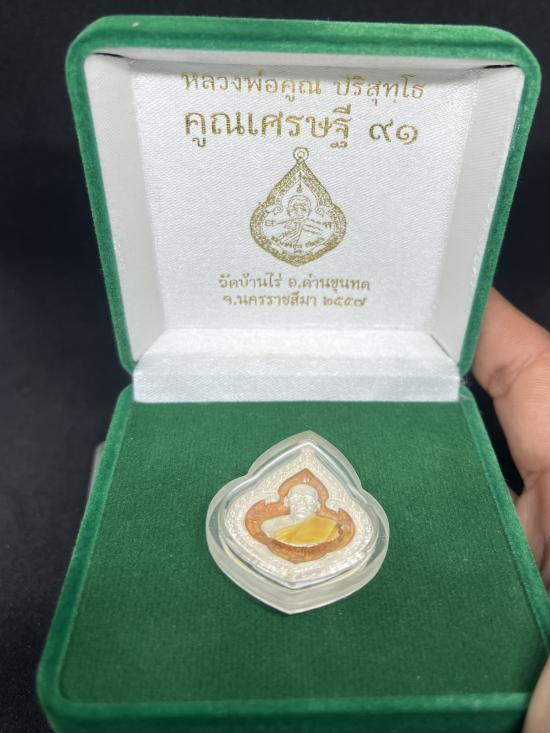 หลวงพ่อคูณ ปริสุทฺโธ
คูณเศรษฐี ๙๑
วัดบ้านไร่ อ.ด่านขุนทด
จ.นครราชสีมา ๒๕๕๗